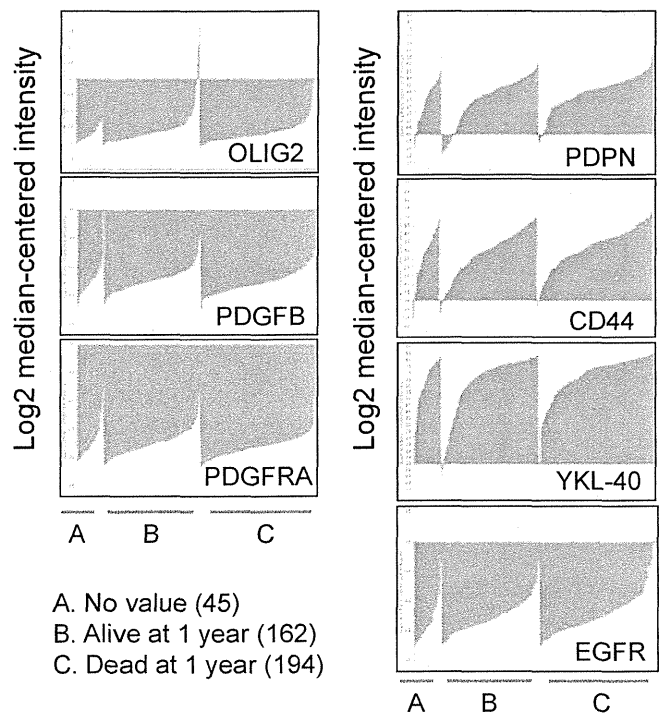 Log2 median-centered intensity
OLIG2
PDGFB
PDGFRA
A B C
A. No value (45)
B. Alive at 1 year (162)
C. Dead at 1 year (194)
Log2 median-centered intensity
PDPN
CD44
YKL-40
EGFR
A B C